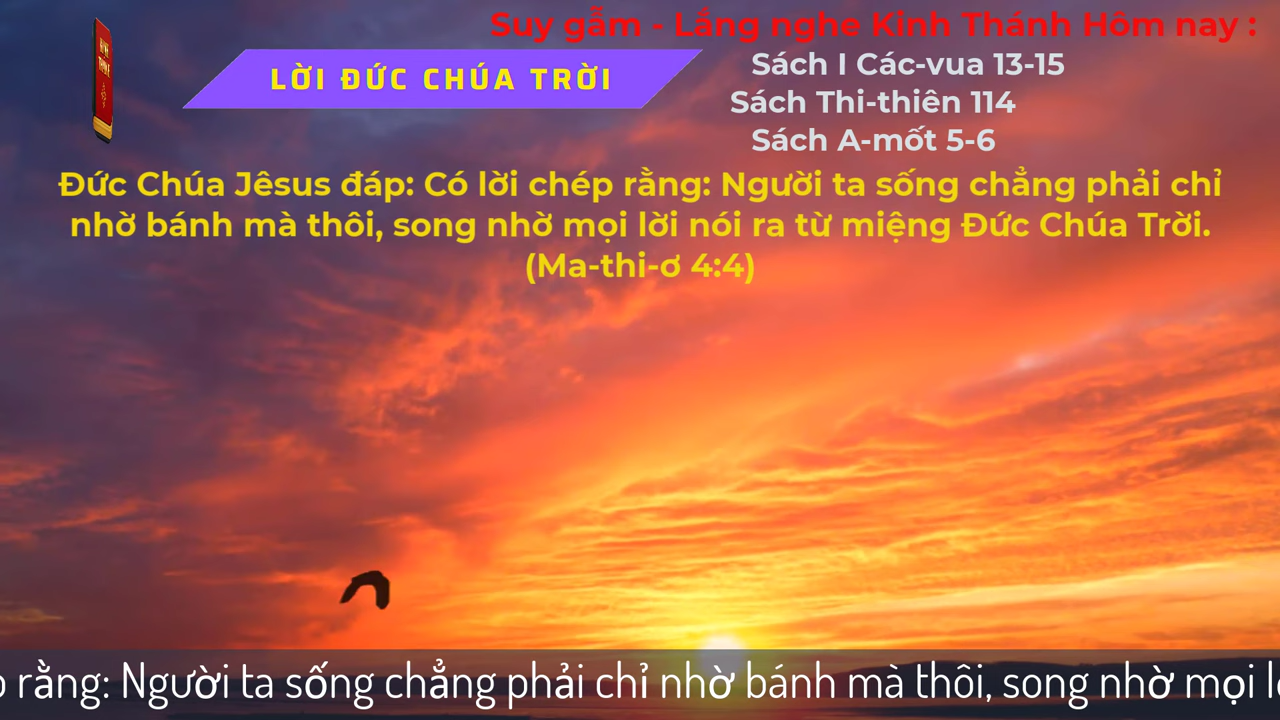 Suy gẫm - Lắng nghe Kinh Thánh Hôm nay :
LỜI ĐỨC CHÚA TRỜI
Sách I Các-vua 13-15
Sách Thi-thiên 114
Sách A-mốt 5-6
Đức Chúa Jêsus đáp: Có lời chép rằng: Người ta sống chẳng phải chỉ
nhờ bánh mà thôi, song nhờ mọi lời nói ra từ miệng Đức Chúa Trời.
(Ma-thi-ơ 4:4)
rằng: Người ta sống chẳng phải chỉ nhờ bánh mà thôi, song nhờ mọi